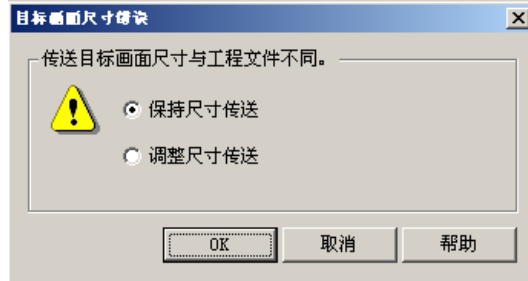 目标画面尺寸错误
传送目标画面尺寸与工程文件不同。
保持尺寸传送
调整尺寸传送
OK
取消
帮助